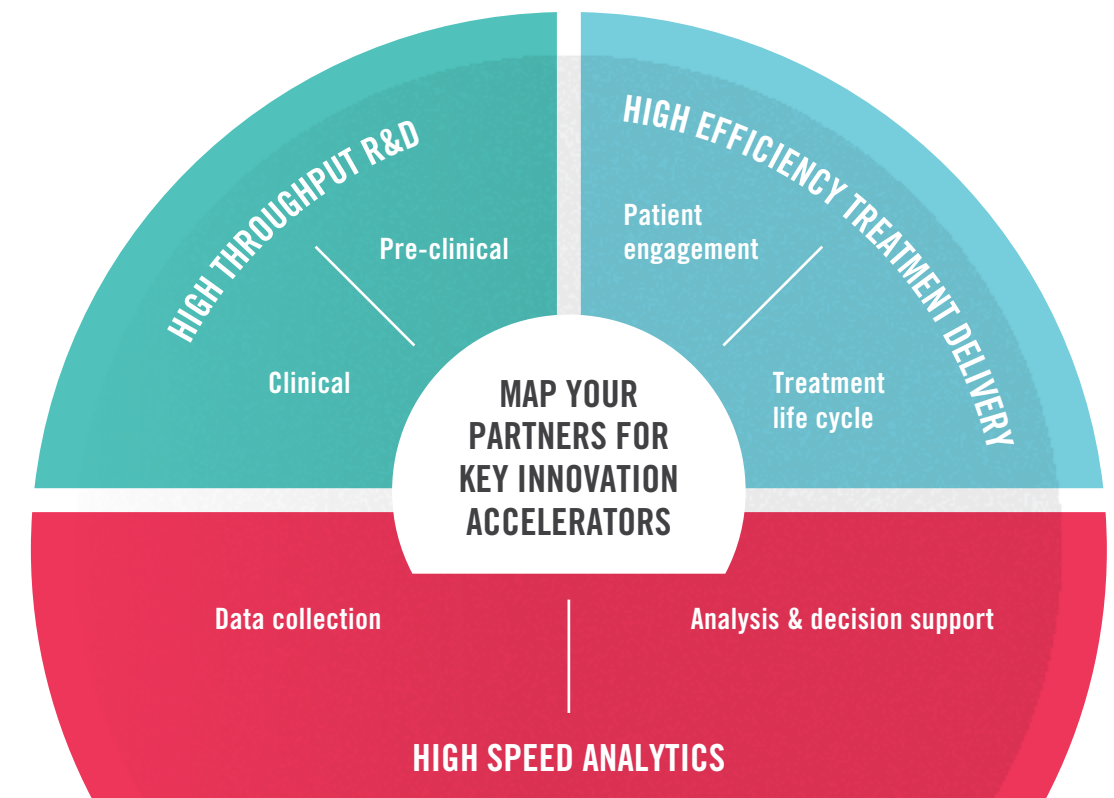 HIGH THROUGHPUT R&D
Pre-clinical
Clinical
HIGH EFFICIENCY TREATMENT DELIVERY
Patient
engagement
Treatment
life cycle
MAP YOUR
PARTNERS FOR
KEY INNOVATION
ACCELERATORS
Data collection
Analysis & decision support
HIGH SPEED ANALYTICS